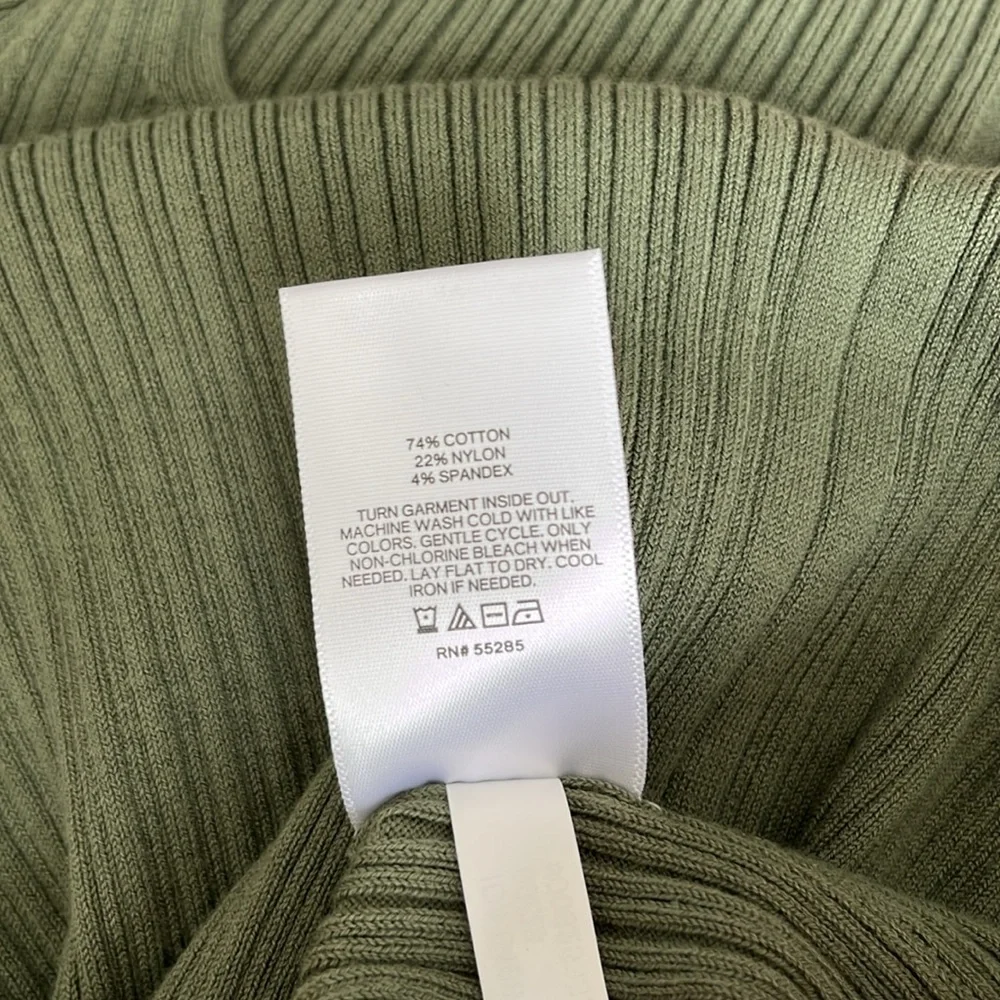 74% COTTON
22% NYLON
4% SPANDEX
TURN GARMENT INSIDE OUT.
MACHINE WASH COLD WITH LIKE
COLORS. GENTLE CYCLE. ONLY
NON-CHLORINE BLEACH WHEN
NEEDED. LAY FLAT TO DRY. COOL
IRON IF NEEDED.
RN# 55285